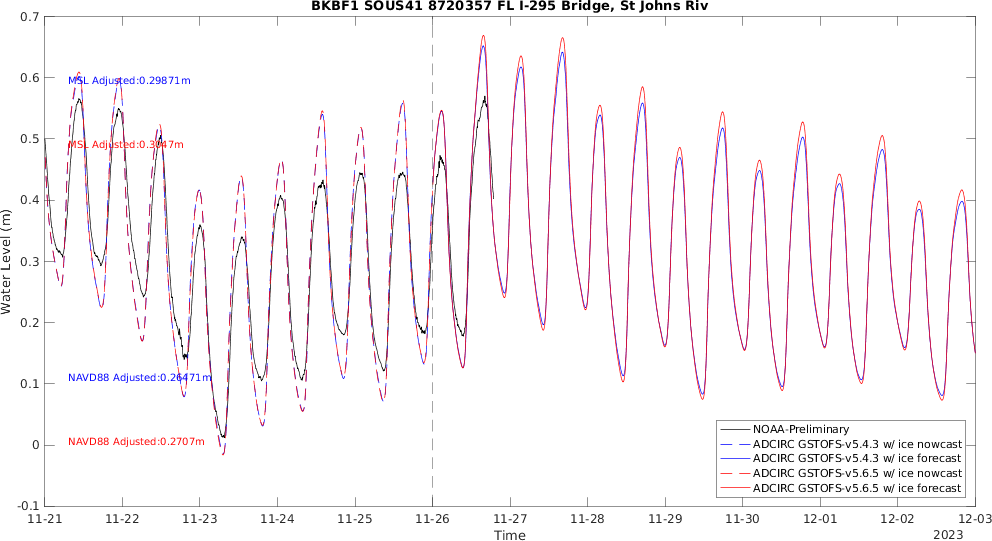 BKBF1 SOUS41 8720357 FL I-295 Bridge, St Johns Riv
0.7
0.6
0.5
0.4
0.3
0.2
0.1
0
-0.1
Water Level (m)
MSL Adjusted:0.29871m
MSL Adjusted:0.3047m
NAVD88 Adjusted:0.26471m
NAVD88 Adjusted:0.2707m
NOAA-Preliminary
ADCIRC GSTOFS-v5.4.3 w/ ice nowcast
ADCIRC GSTOFS-v5.4.3 w/ ice forecast
ADCIRC GSTOFS-v5.6.5 w/ ice nowcast
ADCIRC GSTOFS-v5.6.5 w/ ice forecast
11-21 11-22 11-23 11-24 11-25 11-26 11-27 11-28 11-29 11-30 12-01 12-02 12-03
Time
2023